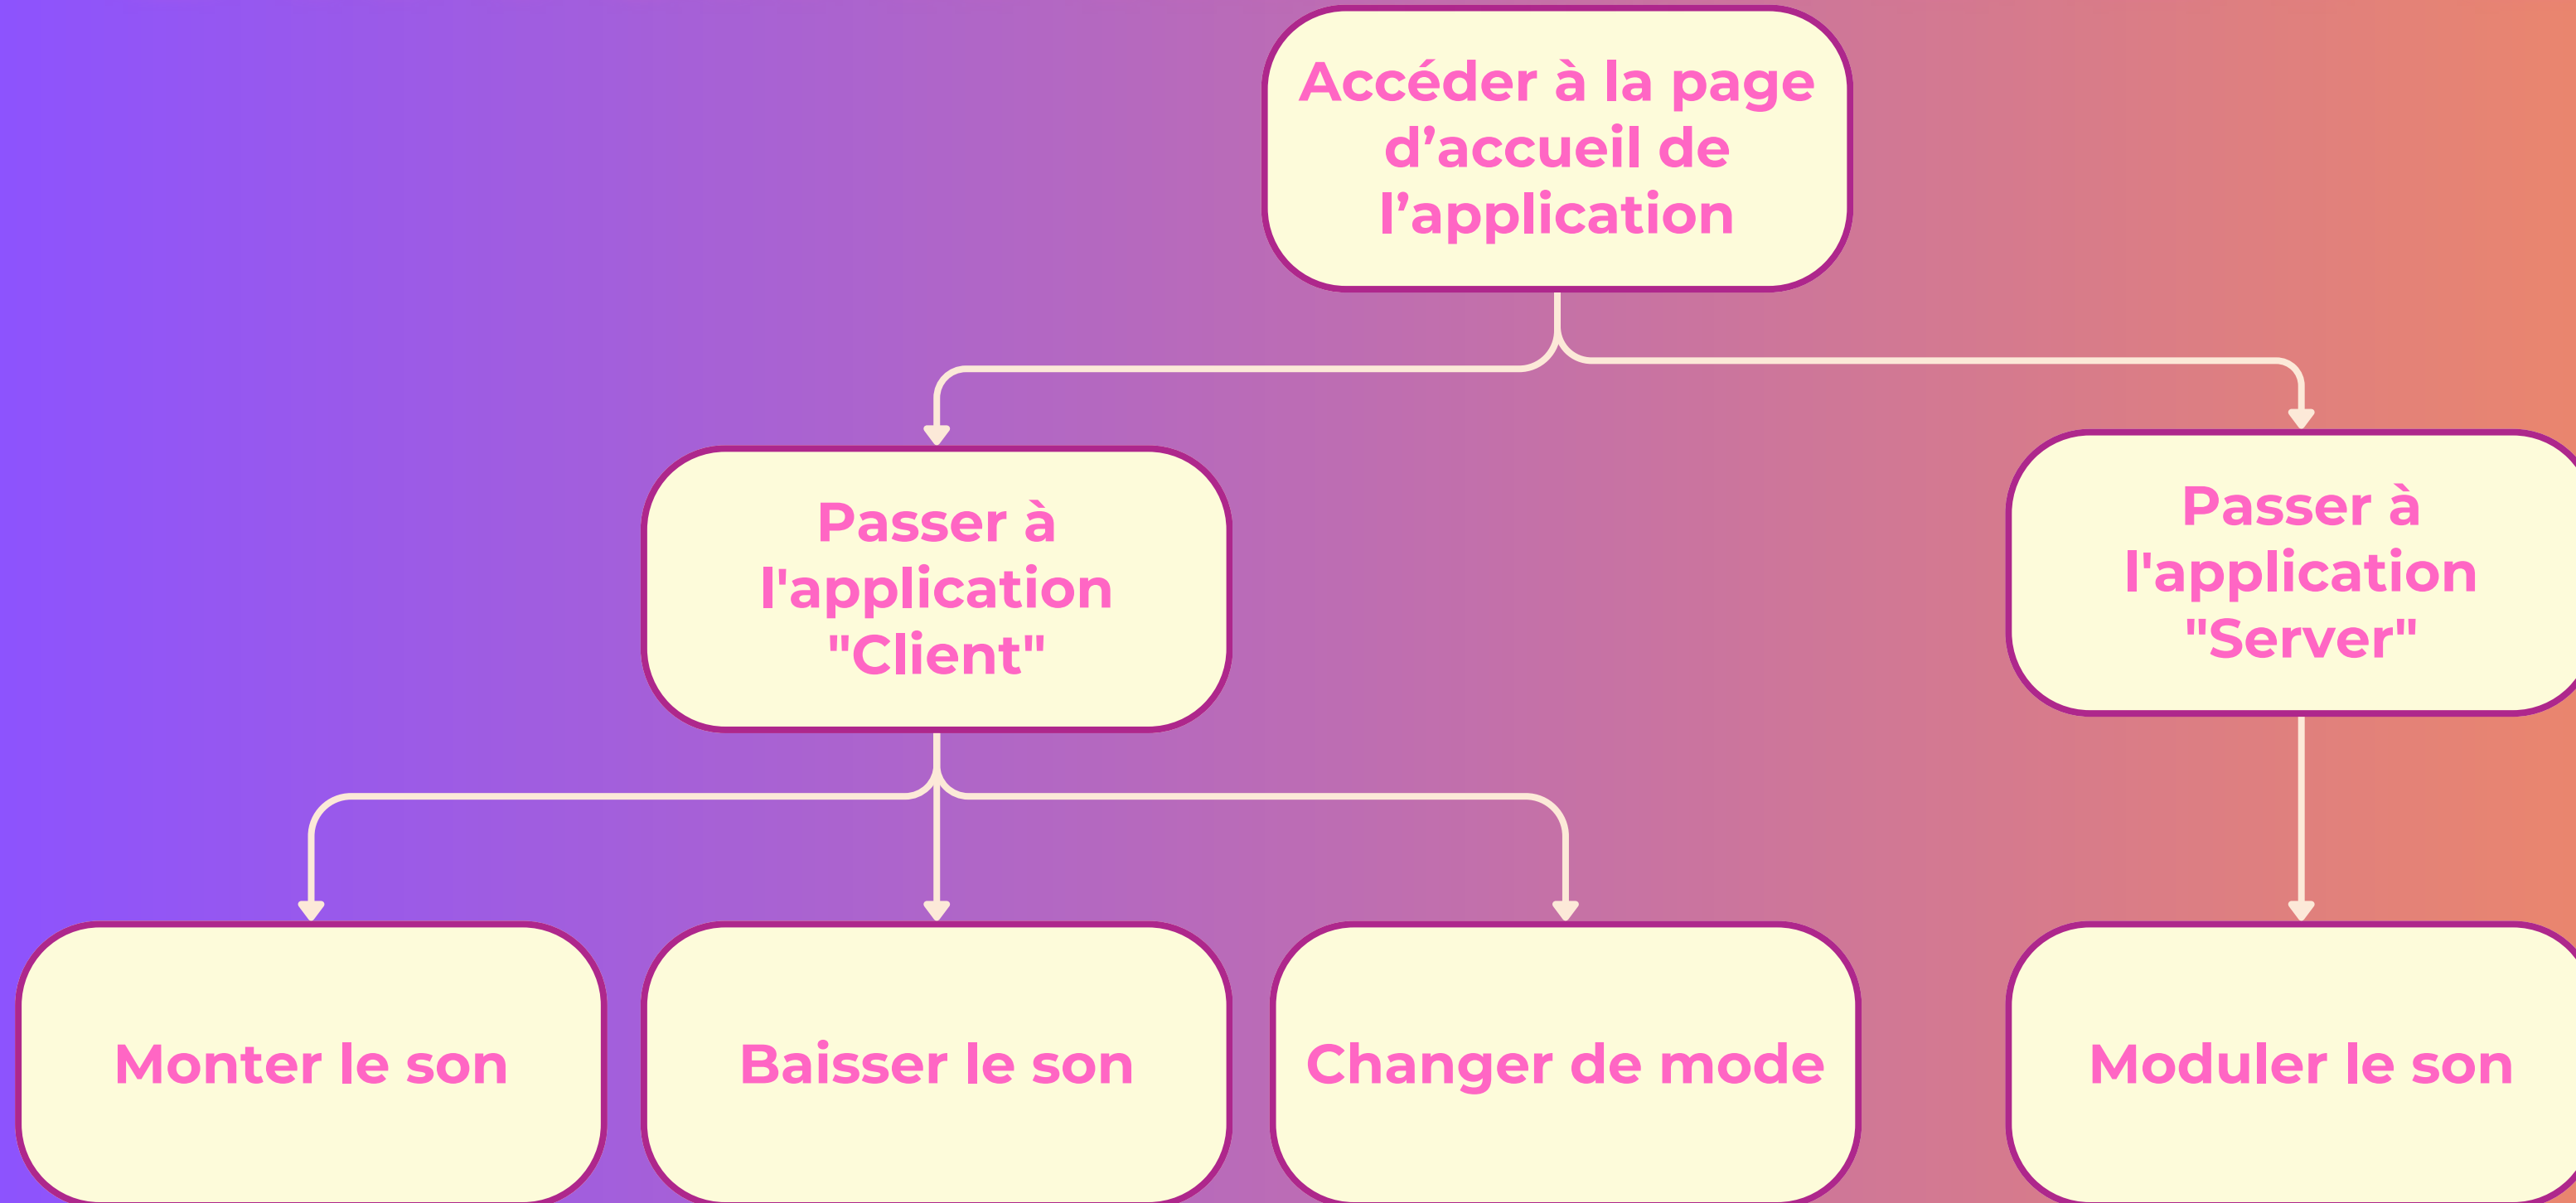 Accéder à la page
d’accueil de
l’application
Passer à
l'application
"Client"
Passer à
l'application
"Server"
Monter le son
Baisser le son
Changer de mode
Moduler le son